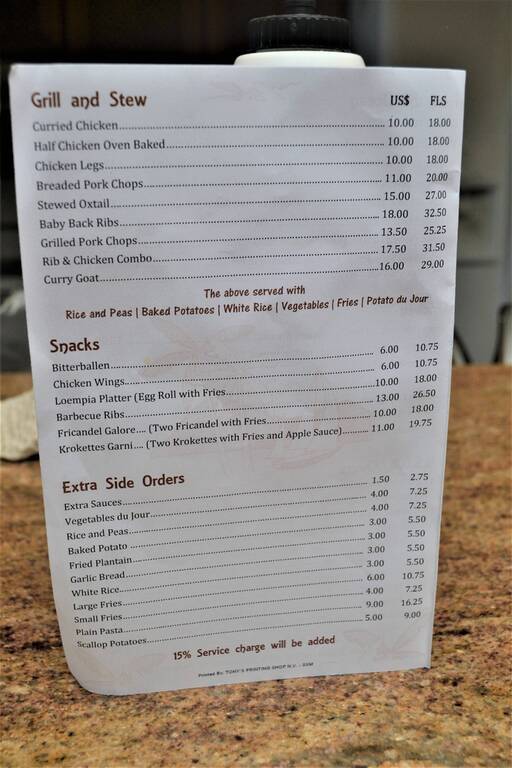 Grill and Stew US$ FLS
Curried Chicken 10.00 18.00
Half Chicken Oven Baked 10.00 18.00
Chicken Legs 10.00 18.00
Breaded Pork Chops 11.00 20.00
Stewed Oxtail 15.00 27.00
Baby Back Ribs 18.00 32.50
Grilled Pork Chops 13.50 25.25
Rib & Chicken Combo 17.50 31.50
Curry Goat 16.00 29.00
The above served with
Rice and Peas | Baked Potatoes | White Rice | Vegetables | Fries | Potato du Jour
Snacks
Bitterballen 6.00 10.75
Chicken Wings 6.00 10.75
Loempia Platter (Egg Roll with Fries 10.00 18.00
Barbecue Ribs 13.00 26.50
Fricandel Galore.... (Two Fricandel with Fries 10.00 18.00
Krokettes Garni.... (Two Krokettes with Fries and Apple Sauce) 11.00 19.75
Extra Side Orders
Extra Sauces 1.50 2.75
Vegetables du Jour 4.00 7.25
Rice and Peas 4.00 7.25
Baked Potato 3.00 5.50
Fried Plantain 3.00 5.50
Garlic Bread 3.00 5.50
White Rice 3.00 5.50
Large Fries 6.00 10.75
Small Fries 4.00 7.25
Plain Pasta 9.00 16.25
Scallop Potatoes 5.00 9.00
15% Service charge will be added
Printed By: TONY'S PRINTING SHOP N.V. - SXM